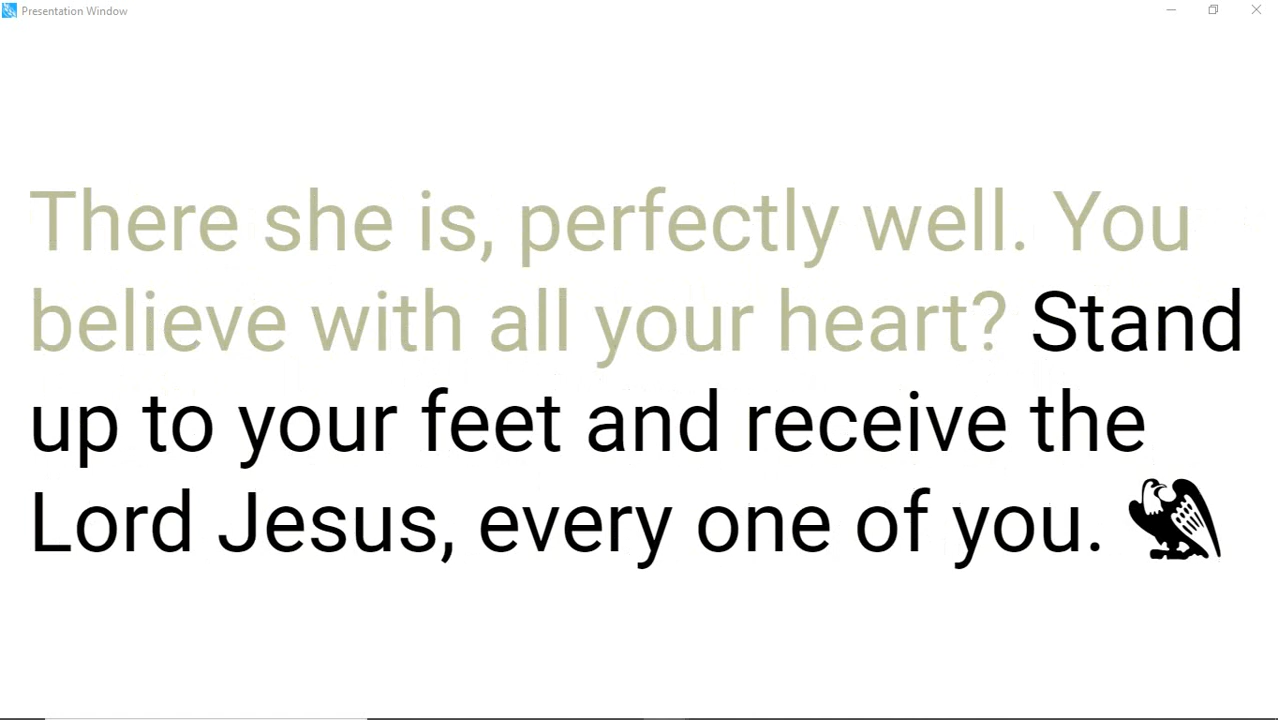 Presentation Window
There she is, perfectly well. You
believe with all your heart? Stand
up to your feet and receive the
Lord Jesus, every one of you.